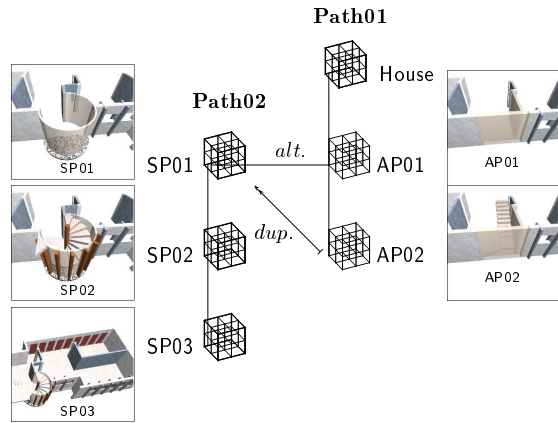 Path01
House
Path02
SP01
alt.
AP01
SP02
dup.
AP02
SP03
SP01
SP02
SP03
AP01
AP02